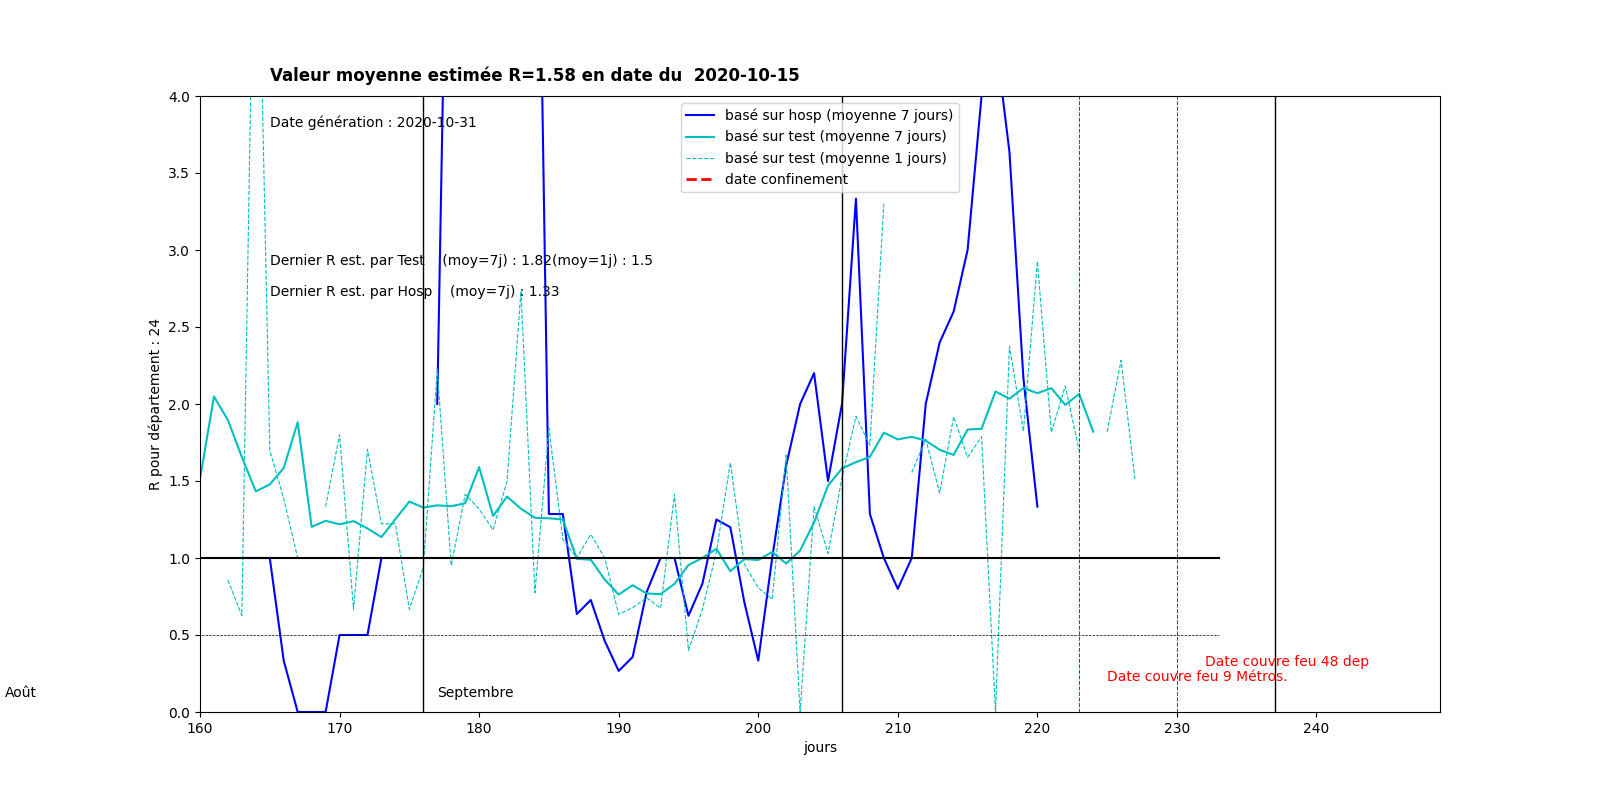 Valeur moyenne estimée R=1.58 en date du  2020-10-15
4.0
3.5
3.0
2.5
2.0
1.5
1.0
0.5
0.0
R pour département : 24
Date génération : 2020-10-31
basé sur hosp (moyenne 7 jours)
basé sur test (moyenne 7 jours)
basé sur test (moyenne 1 jours)
date confinement
Dernier R est. par Test    (moy=7j) : 1.82(moy=1j) : 1.5
Dernier R est. par Hosp    (moy=7j) : 1.33
Date couvre feu 48 dep
Date couvre feu 9 Métros.
Août
Septembre
160 170 180 190 200 210 220 230 240
jours